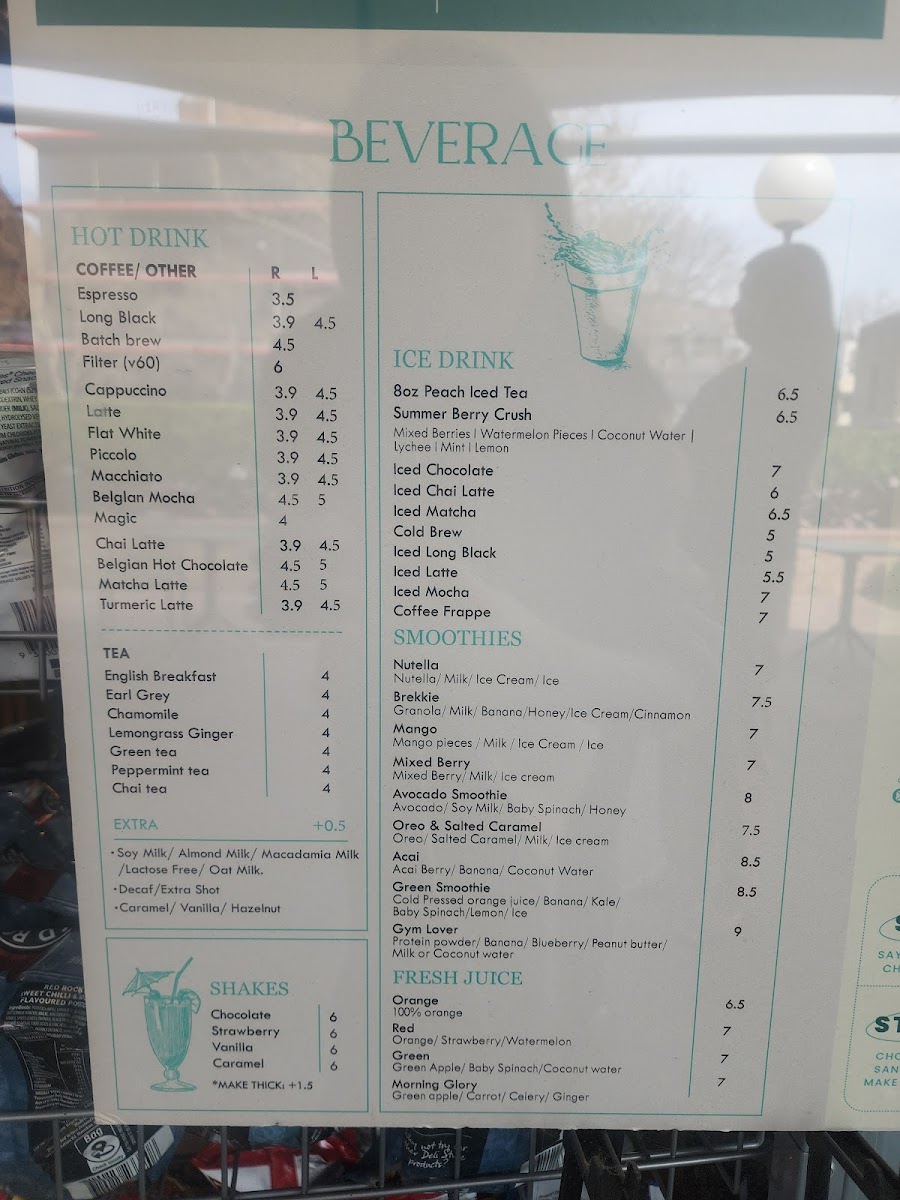 BEVERAGE
HOT DRINK
COFFEE/ OTHER R L
Espresso 3.5
Long Black 3.9 4.5
Batch brew 4.5
Filter (v60) 6
Cappuccino 3.9 4.5
Latte 3.9 4.5
Flat White 3.9 4.5
Piccolo 3.9 4.5
Macchiato 3.9 4.5
Belgian Mocha 4.5 5
Magic 4
Chai Latte 3.9 4.5
Belgian Hot Chocolate 4.5 5
Matcha Latte 4.5 5
Turmeric Latte 3.9 4.5
TEA
English Breakfast 4
Earl Grey 4
Chamomile 4
Lemongrass Ginger 4
Green tea 4
Peppermint tea 4
Chai tea 4
EXTRA +0.5
•Soy Milk/ Almond Milk/ Macadamia Milk
/Lactose Free/ Oat Milk.
•Decaf/Extra Shot
•Caramel/ Vanilla/ Hazelnut
SHAKES
Chocolate 6
Strawberry 6
Vanilla 6
Caramel 6
*MAKE THICK: +1.5
ICE DRINK
8oz Peach Iced Tea 6.5
Summer Berry Crush 6.5
Mixed Berries | Watermelon Pieces | Coconut Water |
Lychee | Mint | Lemon
Iced Chocolate 7
Iced Chai Latte 6
Iced Matcha 6.5
Cold Brew 5
Iced Long Black 5
Iced Latte 5.5
Iced Mocha 7
Coffee Frappe 7
SMOOTHIES
Nutella 7
Nutella/ Milk/ Ice Cream/ Ice
Brekkie 7.5
Granola/ Milk/ Banana/Honey/Ice Cream/Cinnamon
Mango 7
Mango pieces / Milk / Ice Cream / Ice
Mixed Berry 7
Mixed Berry/ Milk/ Ice cream
Avocado Smoothie 8
Avocado/ Soy Milk/ Baby Spinach/ Honey
Oreo & Salted Caramel 7.5
Oreo/ Salted Caramel/ Milk/ Ice cream
Acai 8.5
Acai Berry/ Banana/ Coconut Water
Green Smoothie 8.5
Cold Pressed orange juice/ Banana/ Kale/
Baby Spinach/Lemon/ Ice
Gym Lover 9
Protein powder/ Banana/ Blueberry/ Peanut butter/
Milk or Coconut water
FRESH JUICE
Orange 6.5
100% orange
Red 7
Orange/ Strawberry/Watermelon
Green 7
Green Apple/ Baby Spinach/Coconut water
Morning Glory 7
Green apple/ Carrot/ Celery/ Ginger
SAY
CH
ST
CHO
SAN
MAKE
RED ROCK
SWEET CHILLI &
FLAVOURED PO